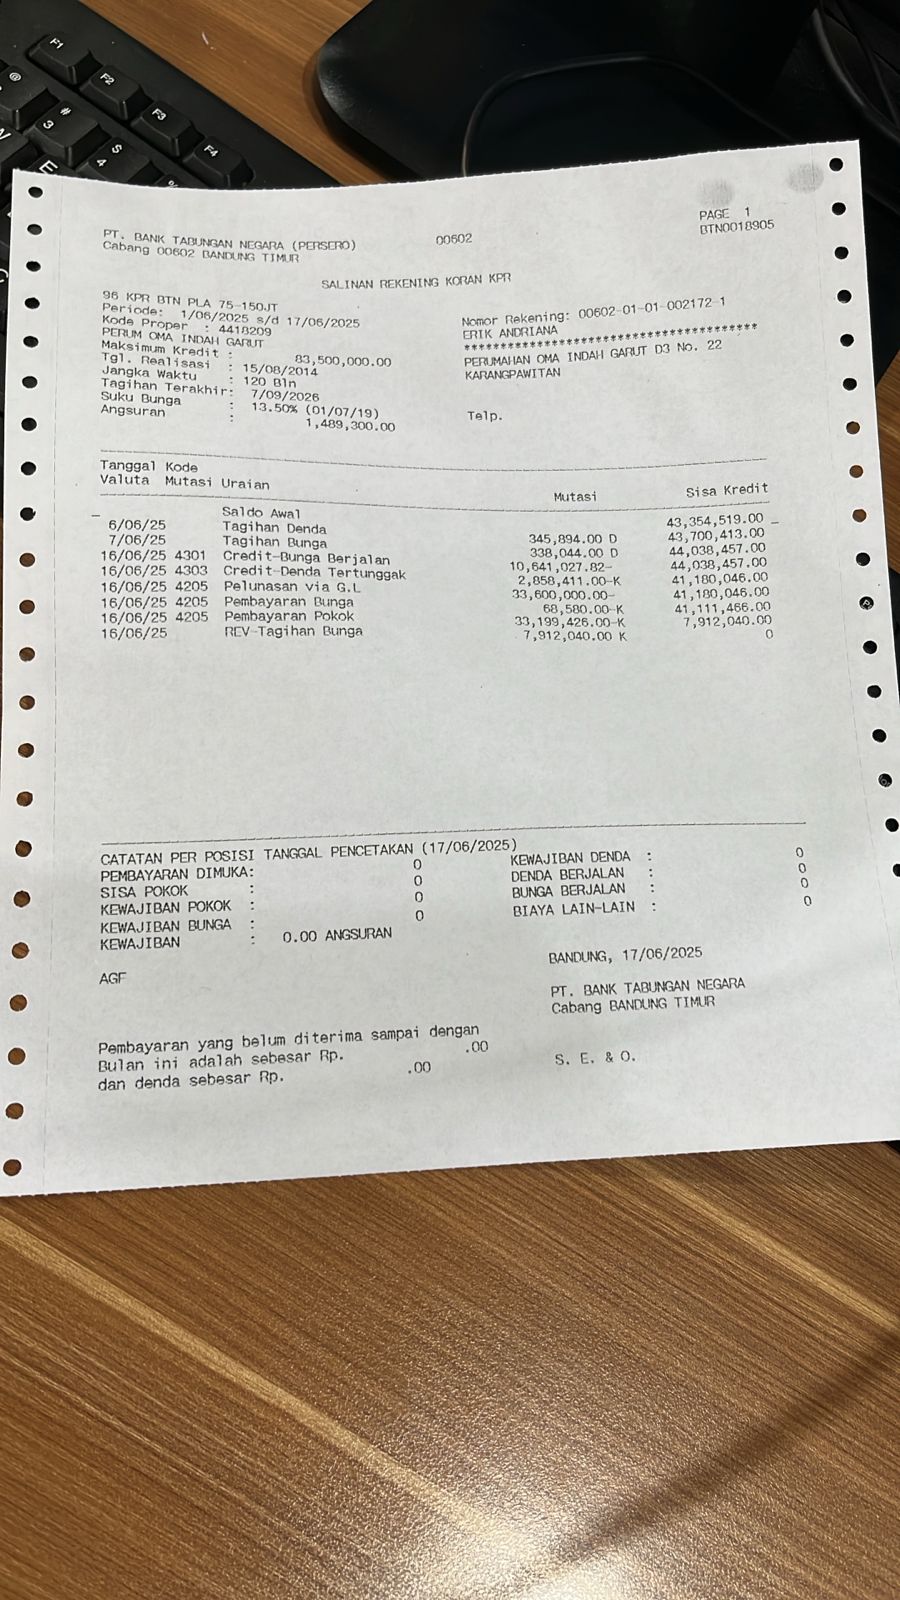 F1
F2
F3
F4
@
#
3
$
4
E
PAGE 1
BTN0018905
PT. BANK TABUNGAN NEGARA (PERSERO) 00602
Cabang 00602 BANDUNG TIMUR
SALINAN REKENING KORAN KPR
96 KPR BTN PLA 75-150JT
Periode: 1/06/2025 s/d 17/06/2025 Nomor Rekening: 00602-01-01-002172-1
Kode Proper : 4418209 ERIK ANDRIANA
PERUM OMA INDAH GARUT ****************************************
Maksimum Kredit : 83,500,000.00 PERUMAHAN OMA INDAH GARUT D3 No. 22
Tgl. Realisasi : 15/08/2014 KARANGPAWITAN
Jangka Waktu : 120 Bln
Tagihan Terakhir: 7/09/2026
Suku Bunga : 13.50% (01/07/19) Telp.
Angsuran : 1,489,300.00
Tanggal Kode
Valuta Mutasi Uraian Mutasi Sisa Kredit
_ Saldo Awal 43,354,519.00 _
6/06/25 Tagihan Denda 345,894.00 D 43,700,413.00
7/06/25 Tagihan Bunga 338,044.00 D 44,038,457.00
16/06/25 4301 Credit-Bunga Berjalan 10,641,027.82- 44,038,457.00
16/06/25 4303 Credit-Denda Tertunggak 2,858,411.00-K 41,180,046.00
16/06/25 4205 Pelunasan via G.L 33,600,000.00- 41,180,046.00
16/06/25 4205 Pembayaran Bunga 68,580.00-K 41,111,466.00
16/06/25 4205 Pembayaran Pokok 33,199,426.00-K 7,912,040.00
16/06/25 REV-Tagihan Bunga 7,912,040.00 K 0
CATATAN PER POSISI TANGGAL PENCETAKAN (17/06/2025)
PEMBAYARAN DIMUKA: 0 KEWAJIBAN DENDA : 0
SISA POKOK : 0 DENDA BERJALAN : 0
KEWAJIBAN POKOK : 0 BUNGA BERJALAN : 0
KEWAJIBAN BUNGA : 0 BIAYA LAIN-LAIN : 0
KEWAJIBAN : 0.00 ANGSURAN
BANDUNG, 17/06/2025
AGF
PT. BANK TABUNGAN NEGARA
Cabang BANDUNG TIMUR
Pembayaran yang belum diterima sampai dengan
Bulan ini adalah sebesar Rp. .00
dan denda sebesar Rp. .00
S. E. & O.